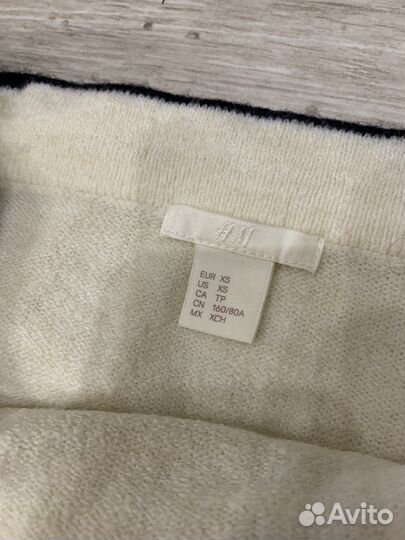 H&M
EUR XS
US XS
CA TP
CN 160/80A
MX XCH
Avito